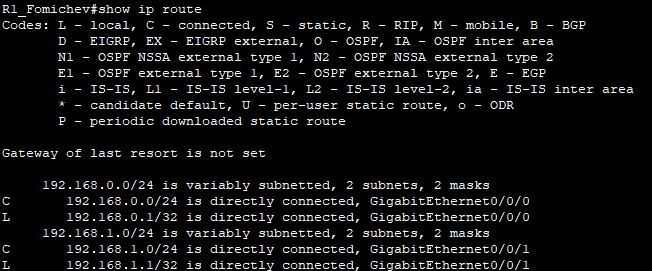 R1_Fomichev#show ip route
Codes: L - local, C - connected, S - static, R - RIP, M - mobile, B - BGP
       D - EIGRP, EX - EIGRP external, O - OSPF, IA - OSPF inter area
       N1 - OSPF NSSA external type 1, N2 - OSPF NSSA external type 2
       E1 - OSPF external type 1, E2 - OSPF external type 2, E - EGP
       i - IS-IS, L1 - IS-IS level-1, L2 - IS-IS level-2, ia - IS-IS inter area
       * - candidate default, U - per-user static route, o - ODR
       P - periodic downloaded static route
Gateway of last resort is not set
     192.168.0.0/24 is variably subnetted, 2 subnets, 2 masks
C       192.168.0.0/24 is directly connected, GigabitEthernet0/0/0
L       192.168.0.1/32 is directly connected, GigabitEthernet0/0/0
     192.168.1.0/24 is variably subnetted, 2 subnets, 2 masks
C       192.168.1.0/24 is directly connected, GigabitEthernet0/0/1
L       192.168.1.1/32 is directly connected, GigabitEthernet0/0/1